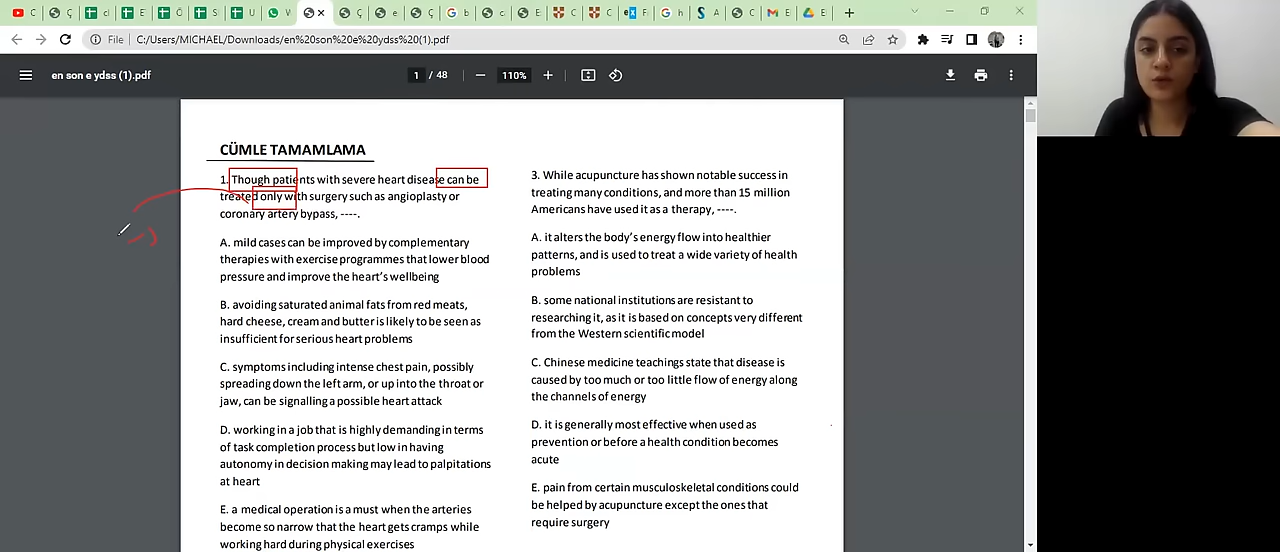 File
C:/Users/MICHAEL/Downloads/en%20son%20e%20ydss%20(1).pdf
en son e ydss (1).pdf
1 / 48
110%
CÜMLE TAMAMLAMA
1. Though patients with severe heart disease can be
treated only with surgery such as angioplasty or
coronary artery bypass, ----.
A. mild cases can be improved by complementary
therapies with exercise programmes that lower blood
pressure and improve the heart's wellbeing
B. avoiding saturated animal fats from red meats,
hard cheese, cream and butter is likely to be seen as
insufficient for serious heart problems
C. symptoms including intense chest pain, possibly
spreading down the left arm, or up into the throat or
jaw, can be signalling a possible heart attack
D. working in a job that is highly demanding in terms
of task completion process but low in having
autonomy in decision making may lead to palpitations
at heart
E. a medical operation is a must when the arteries
become so narrow that the heart gets cramps while
working hard during physical exercises
3. While acupuncture has shown notable success in
treating many conditions, and more than 15 million
Americans have used it as a therapy, ----.
A. it alters the body's energy flow into healthier
patterns, and is used to treat a wide variety of health
problems
B. some national institutions are resistant to
researching it, as it is based on concepts very different
from the Western scientific model
C. Chinese medicine teachings state that disease is
caused by too much or too little flow of energy along
the channels of energy
D. it is generally most effective when used as
prevention or before a health condition becomes
acute
E. pain from certain musculoskeletal conditions could
be helped by acupuncture except the ones that
require surgery